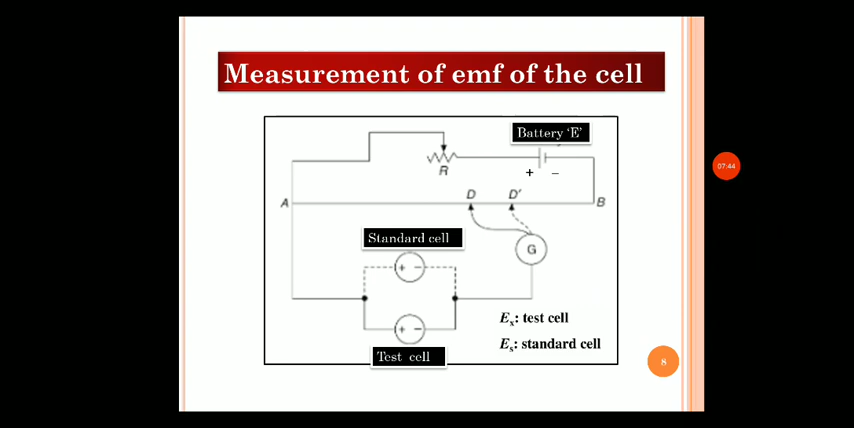 Measurement of emf of the cell
Battery ‘E’
R
+ −
A
D
D′
B
07:44
Standard cell
G
+ −
+ −
Eₓ: test cell
Eₛ: standard cell
Test cell
8